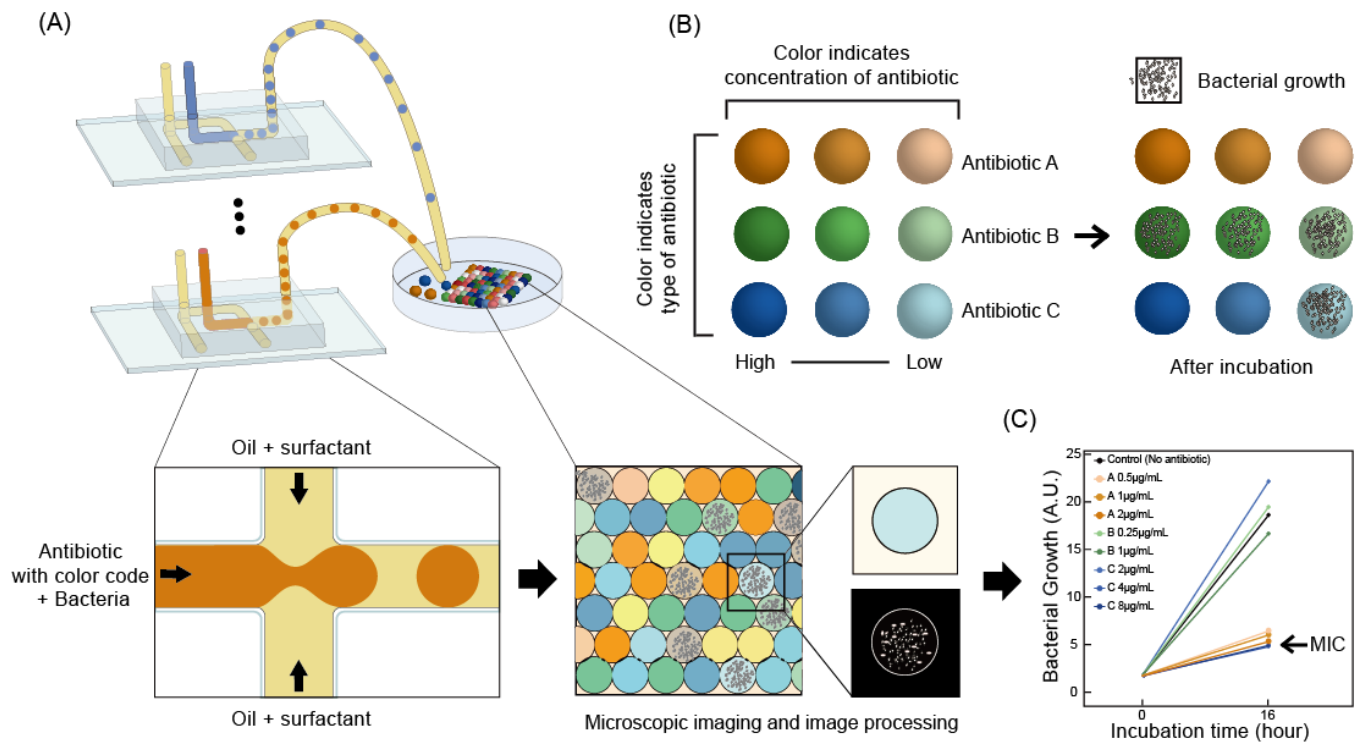 (A)
Oil + surfactant
Antibiotic
with color code
+ Bacteria
Oil + surfactant
Microscopic imaging and image processing
(B)
Color indicates
concentration of antibiotic
Color indicates
type of antibiotic
Antibiotic A
Antibiotic B
Antibiotic C
High
Low
Bacterial growth
After incubation
(C)
Bacterial Growth (A.U.)
25
20
15
10
5
0
Control (No antibiotic)
A 0.5µg/mL
A 1µg/mL
A 2µg/mL
B 0.25µg/mL
B 1µg/mL
C 2µg/mL
C 4µg/mL
C 8µg/mL
MIC
0
16
Incubation time (hour)